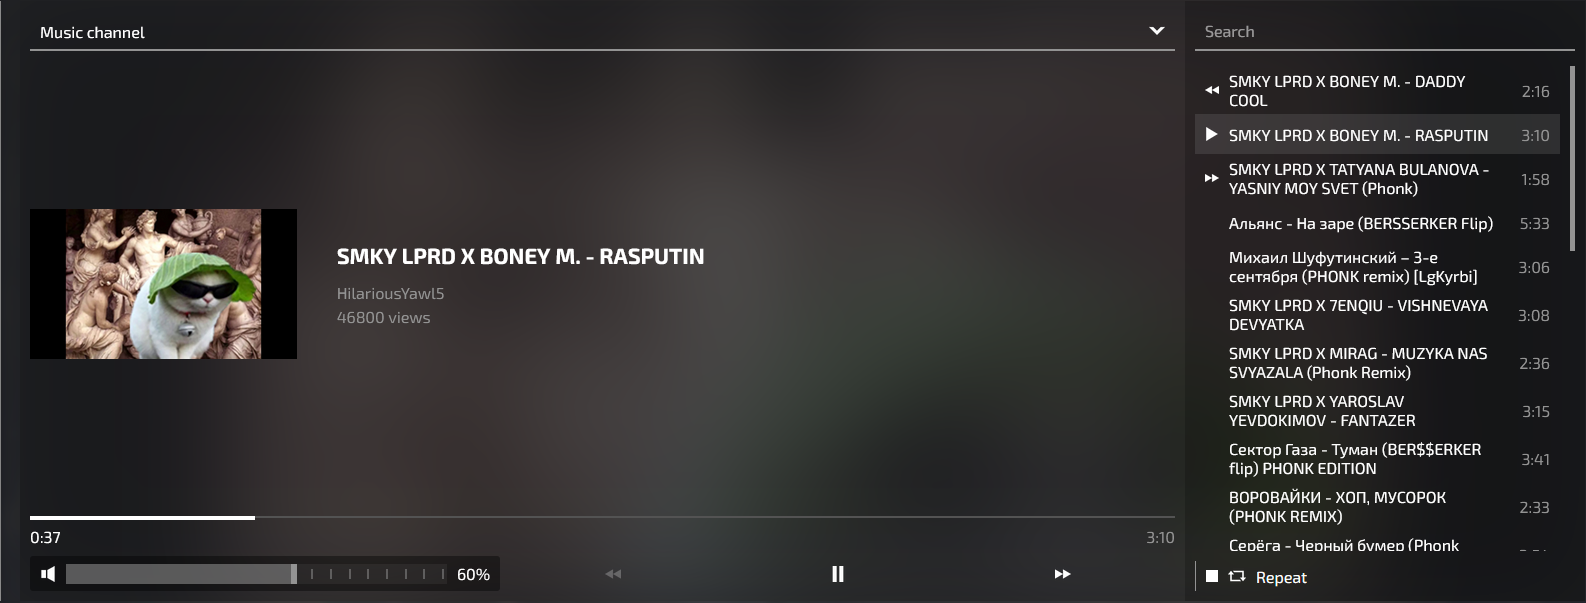 Music channel
SMKY LPRD X BONEY M. - RASPUTIN
HilariousYawl5
46800 views
0:37
3:10
60%
Search
SMKY LPRD X BONEY M. - DADDY
COOL
2:16
SMKY LPRD X BONEY M. - RASPUTIN
3:10
SMKY LPRD X TATYANA BULANOVA -
YASNIY MOY SVET (Phonk)
1:58
Альянс - На заре (BERSSERKER Flip)
5:33
Михаил Шуфутинский – 3-е
сентября (PHONK remix) [LgKyrbi]
3:06
SMKY LPRD X 7ENQIU - VISHNEVAYA
DEVYATKA
3:08
SMKY LPRD X MIRAG - MUZYKA NAS
SVYAZALA (Phonk Remix)
2:36
SMKY LPRD X YAROSLAV
YEVDOKIMOV - FANTAZER
3:15
Сектор Газа - Туман (BER$$ERKER
flip) PHONK EDITION
3:41
ВОРОВАЙКИ - ХОП, МУСОРОК
(PHONK REMIX)
2:33
Серёга - Черный бумер (Phonk
Repeat